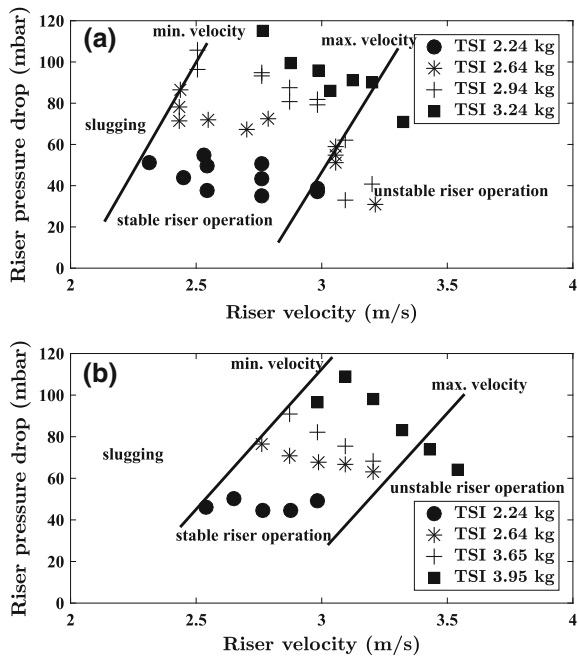 (a)
min. velocity
max. velocity
TSI 2.24 kg
TSI 2.64 kg
TSI 2.94 kg
TSI 3.24 kg
slugging
stable riser operation
unstable riser operation
Riser pressure drop (mbar)
120
100
80
60
40
20
0
2
2.5
3
3.5
4
Riser velocity (m/s)
(b)
min. velocity
max. velocity
slugging
stable riser operation
unstable riser operation
TSI 2.24 kg
TSI 2.64 kg
TSI 3.65 kg
TSI 3.95 kg
Riser pressure drop (mbar)
120
100
80
60
40
20
0
2
2.5
3
3.5
4
Riser velocity (m/s)